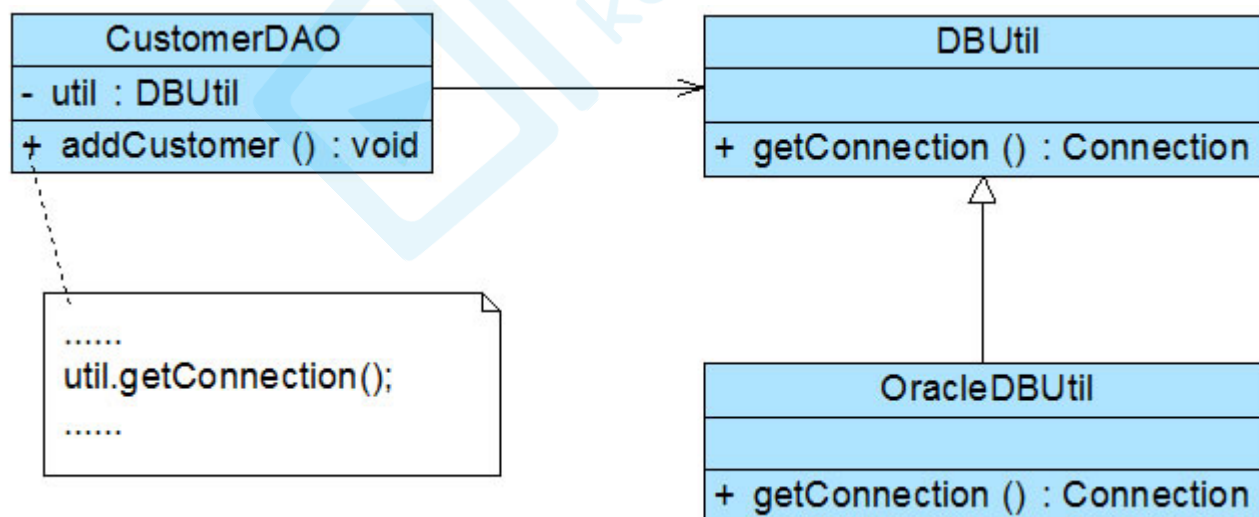 CustomerDAO
- util : DBUtil
+ addCustomer () : void
DBUtil
+ getConnection () : Connection
......
util.getConnection();
......
OracleDBUtil
+ getConnection () : Connection